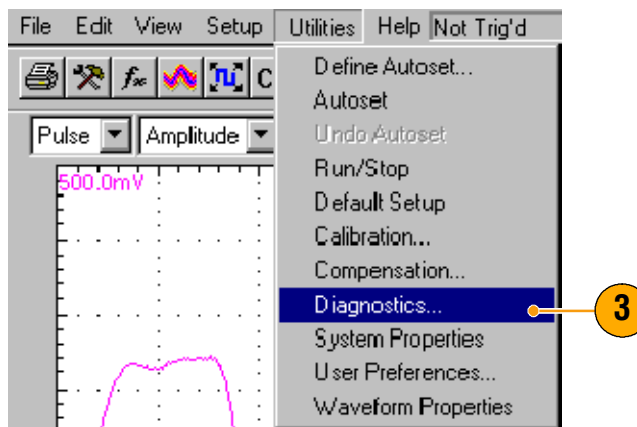 File Edit View Setup Utilities Help Not Trig'd
C
Pulse Amplitude
500.0mV
Define Autoset...
Autoset
Undo Autoset
Run/Stop
Default Setup
Calibration...
Compensation...
Diagnostics...
3
System Properties
User Preferences...
Waveform Properties